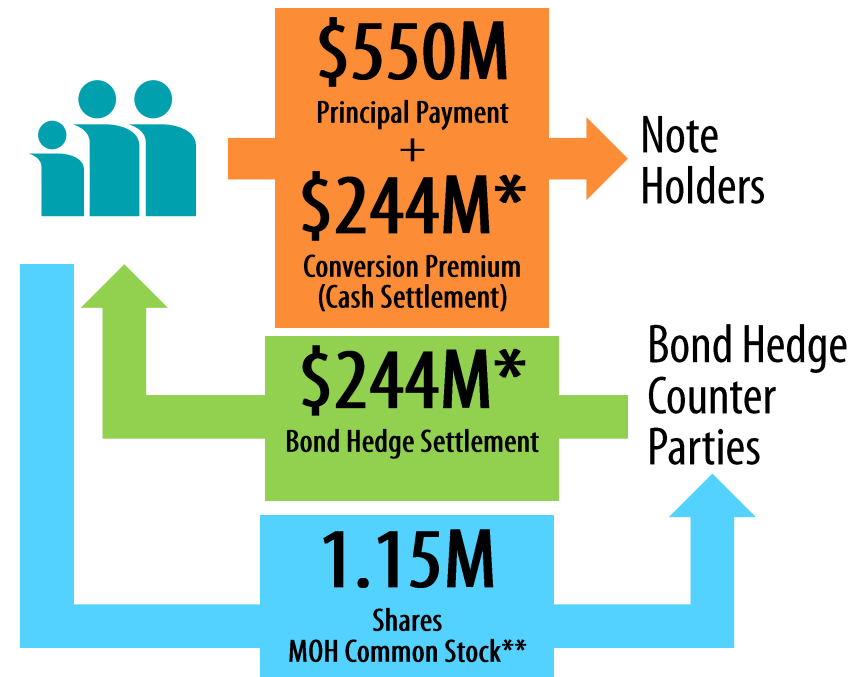 $550M
Principal Payment
+
$244M*
Conversion Premium
(Cash Settlement)
Note
Holders
$244M*
Bond Hedge Settlement
Bond Hedge
Counter
Parties
1.15M
Shares
MOH Common Stock**